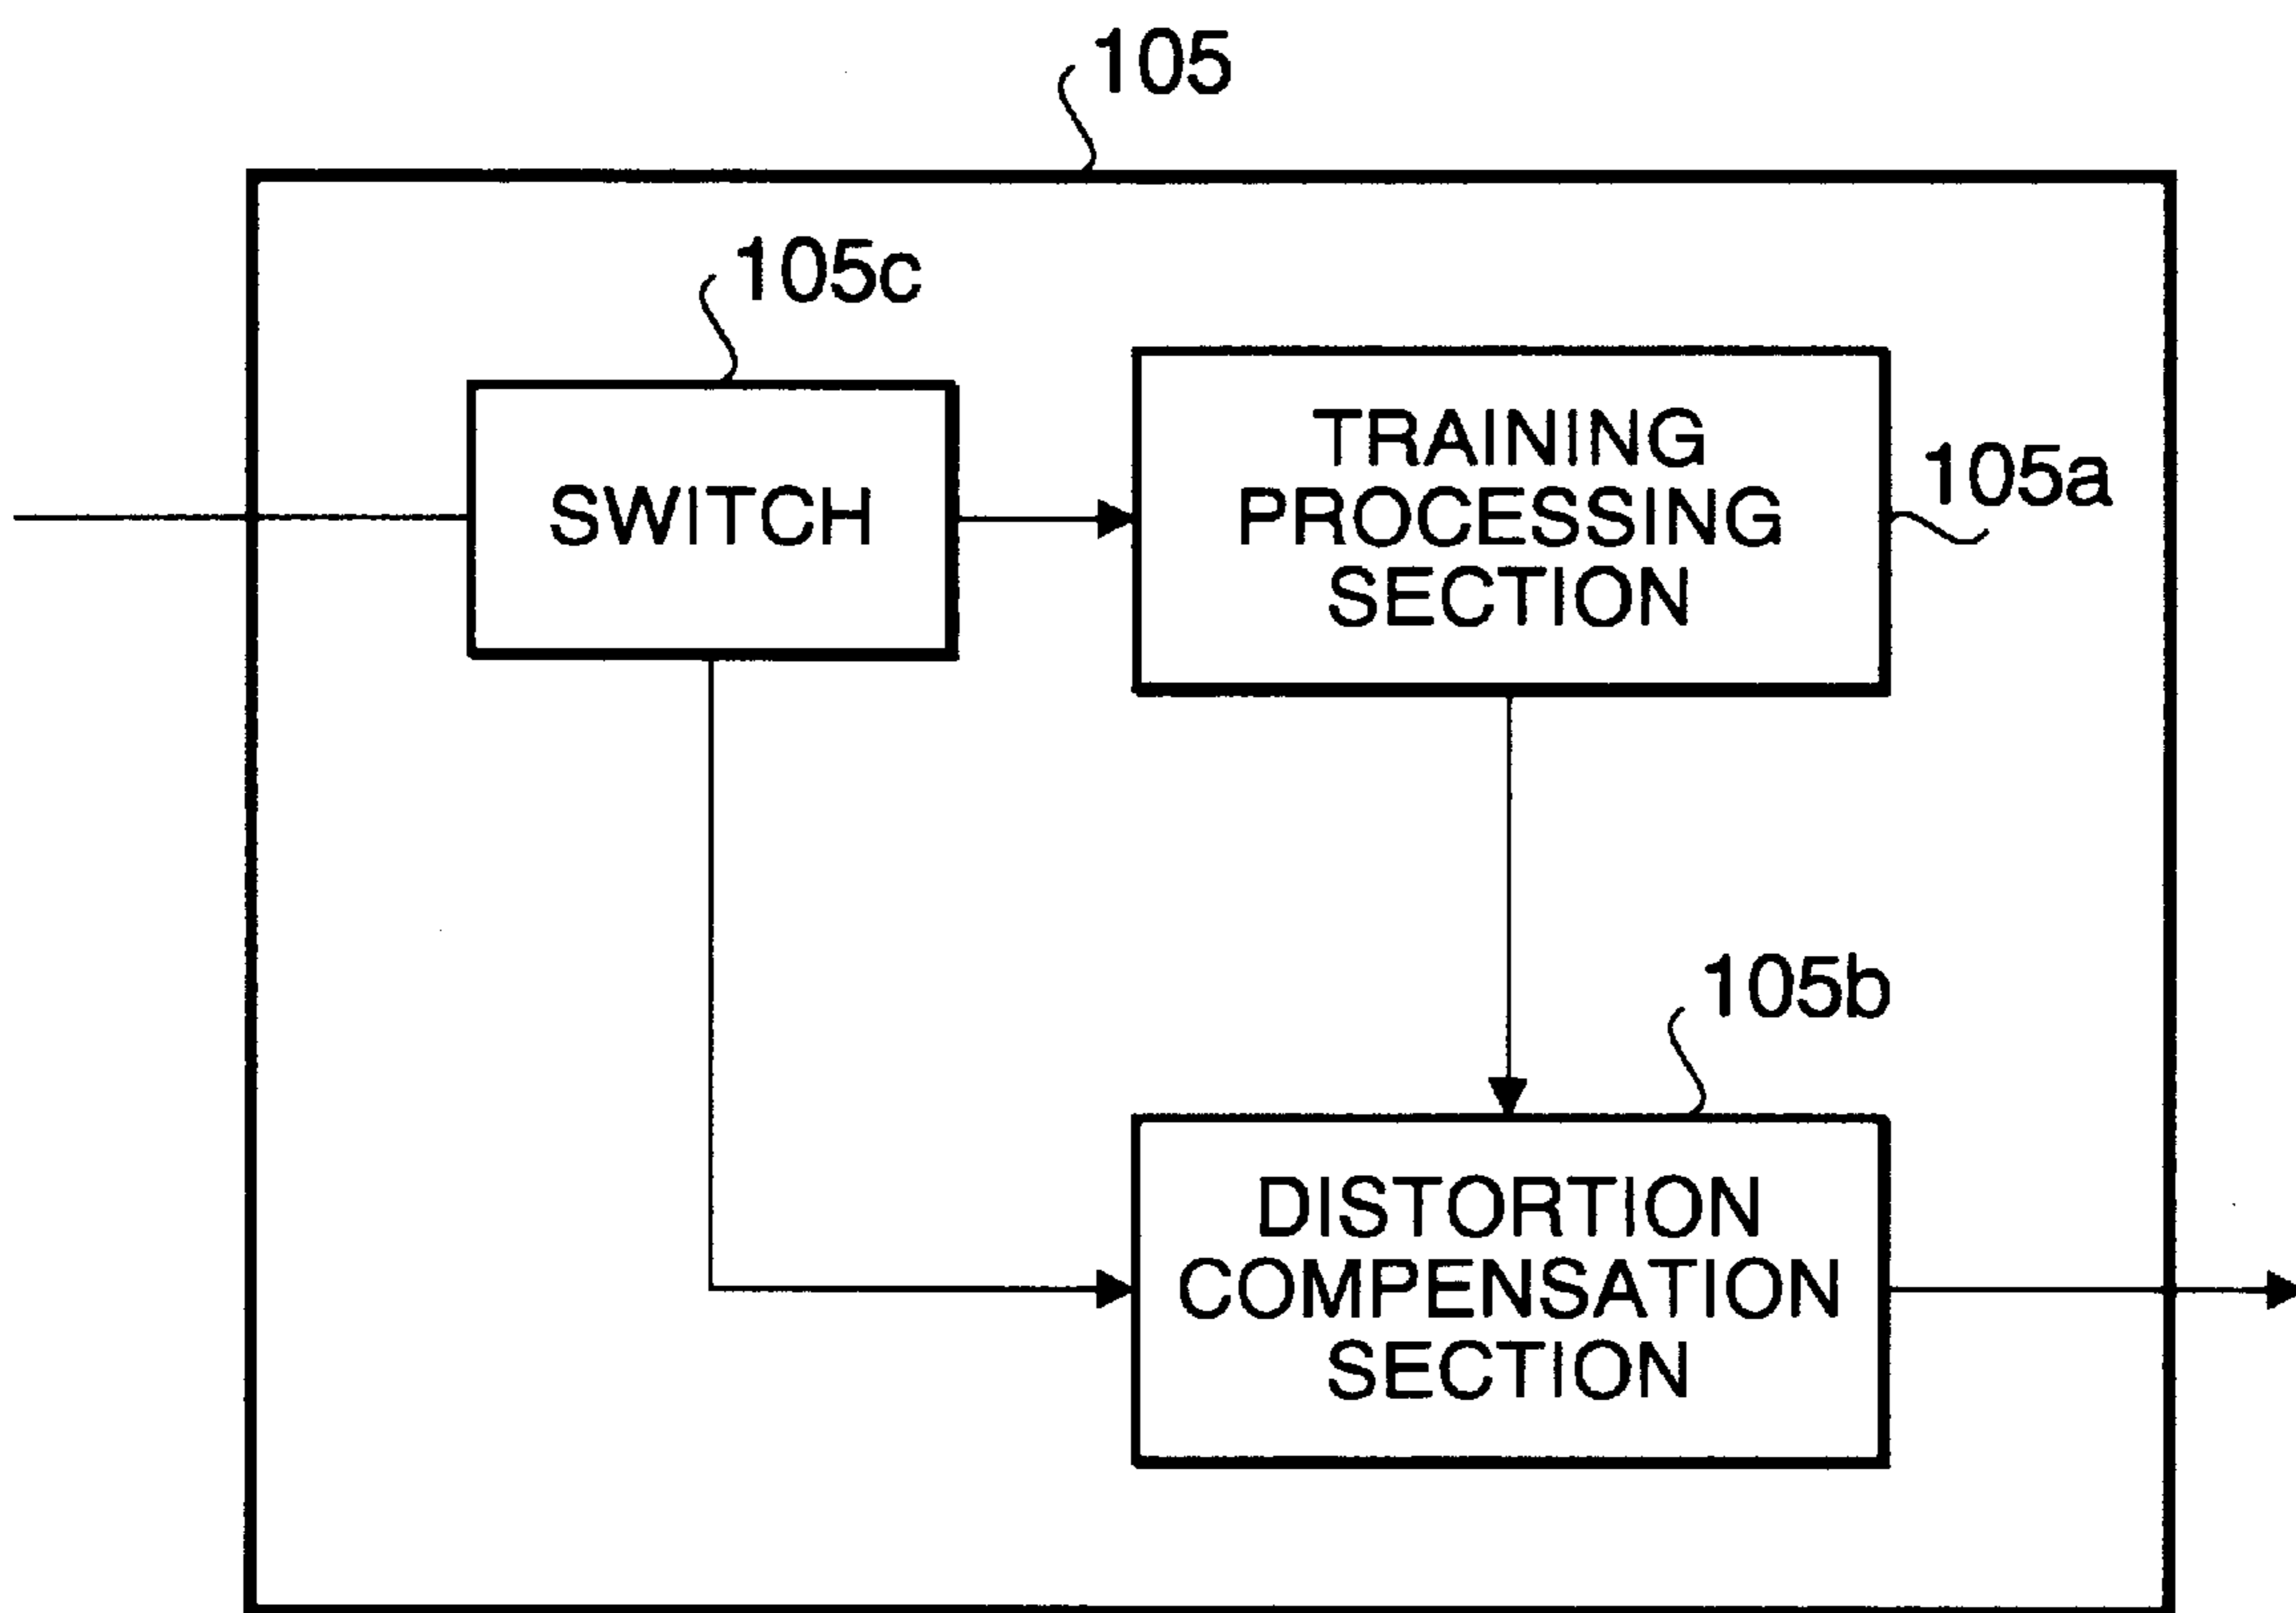 105
105c
SWITCH
TRAINING
PROCESSING
SECTION
105a
105b
DISTORTION
COMPENSATION
SECTION